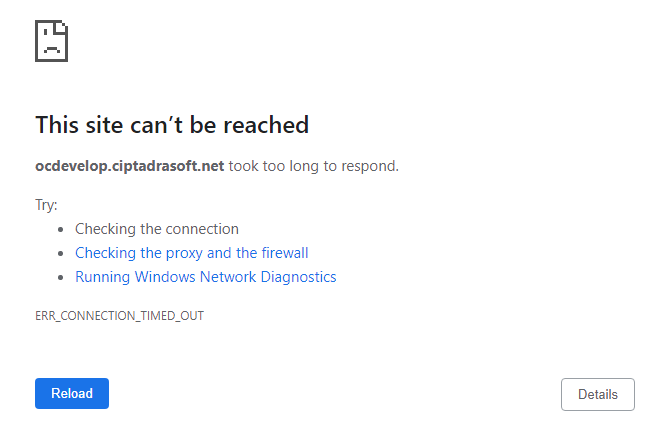 This site can’t be reached
ocdevelop.ciptadrasoft.net took too long to respond.
Try:
• Checking the connection
• Checking the proxy and the firewall
• Running Windows Network Diagnostics
ERR_CONNECTION_TIMED_OUT
Reload
Details